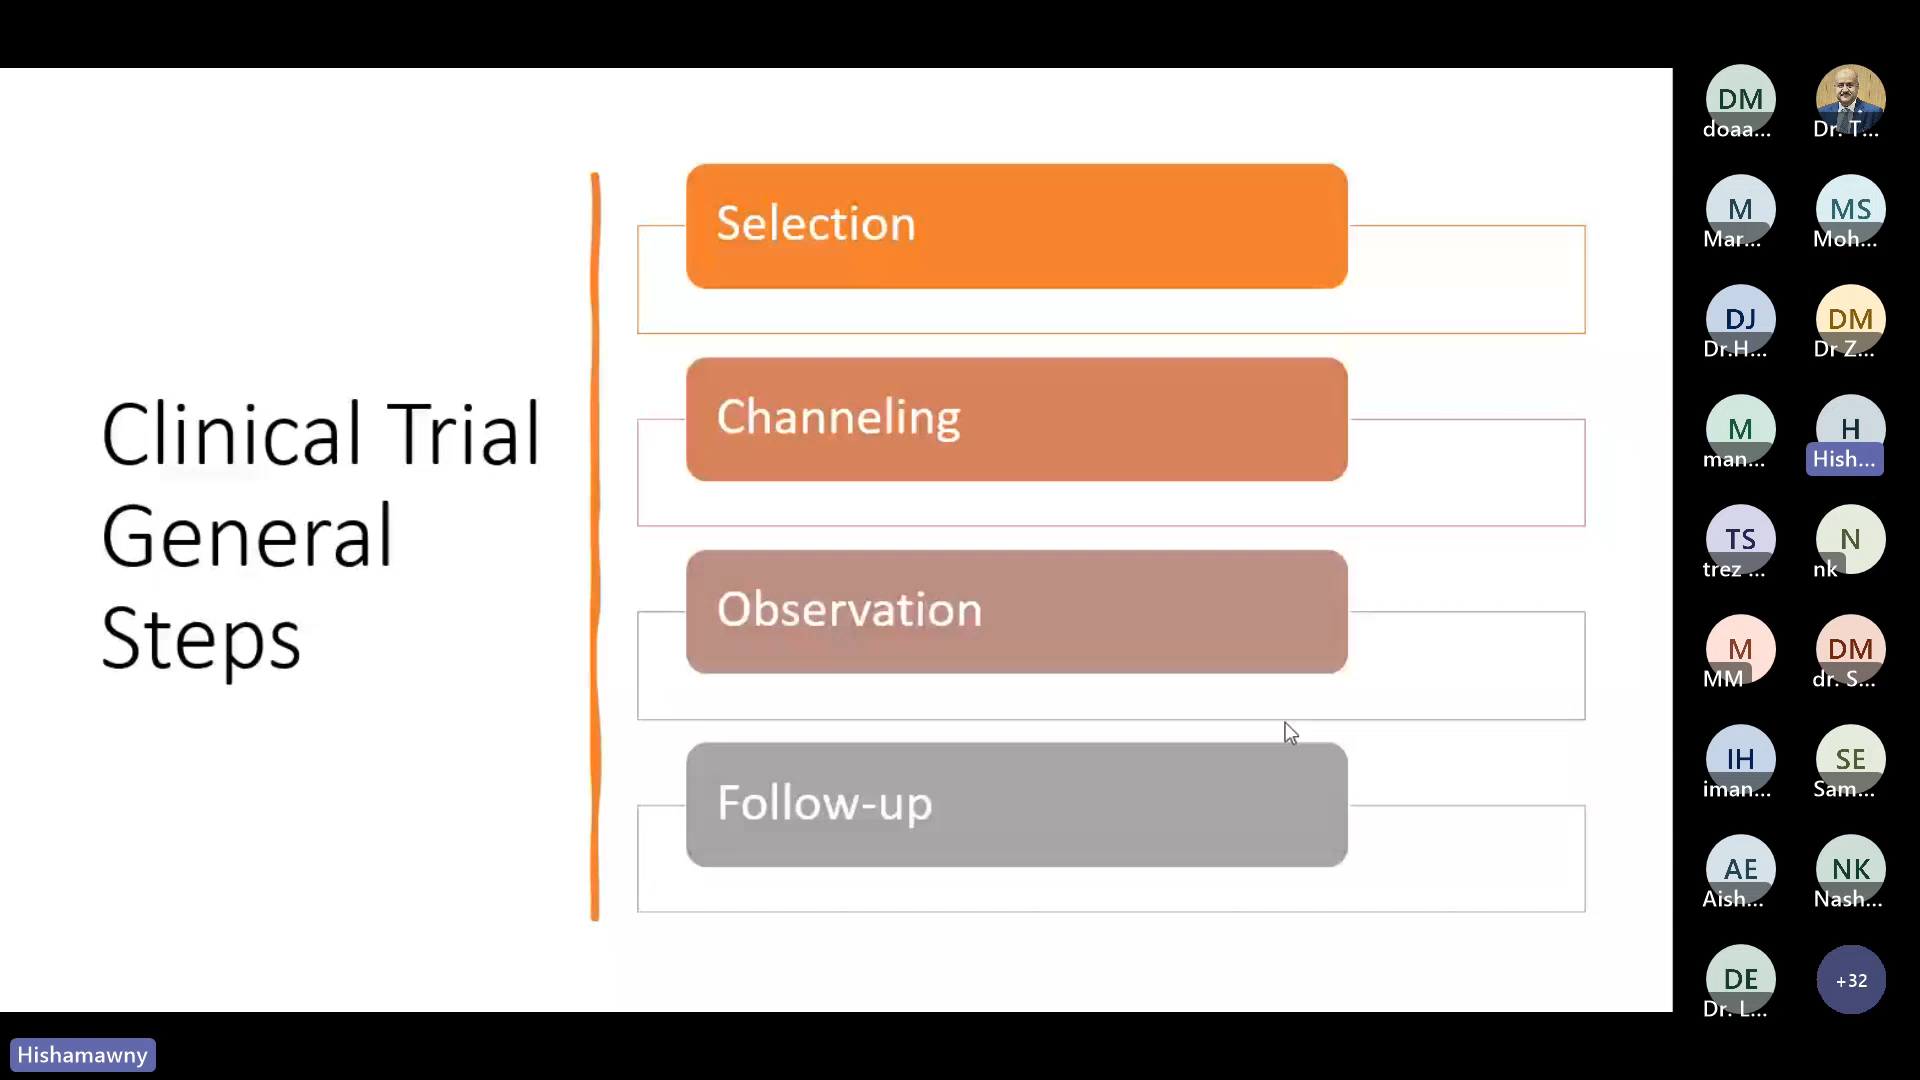 Clinical Trial
General
Steps
Selection
Channeling
Observation
Follow-up
DM
doaa...
Dr. T...
M
Mar...
MS
Moh...
DJ
Dr.H...
DM
Dr Z...
M
man...
H
Hish...
TS
trez ...
N
nk
M
MM
DM
dr. S...
IH
iman...
SE
Sam...
AE
Aish...
NK
Nash...
DE
Dr. L...
+32
Hishamawny